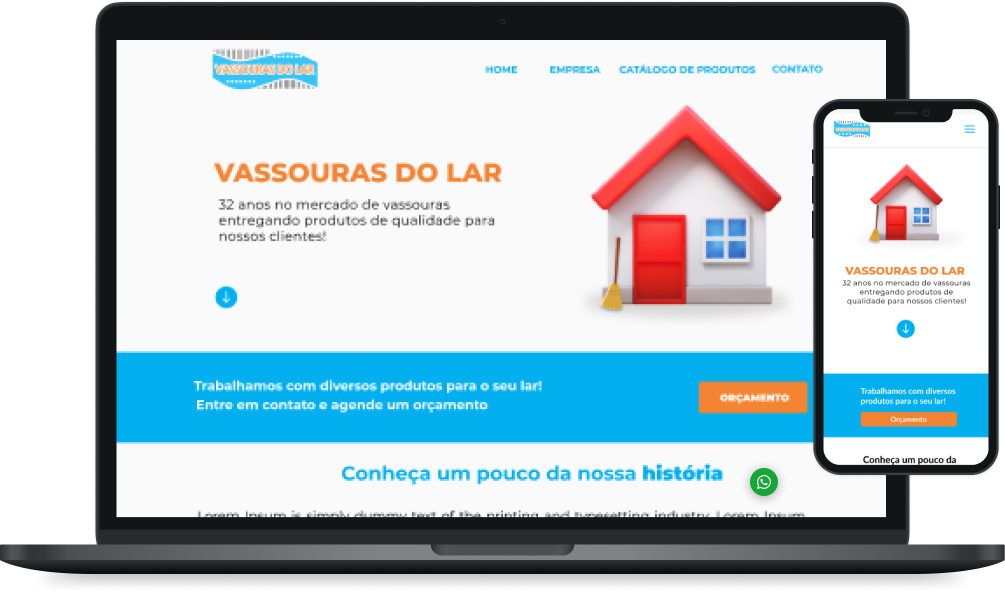 VASSOURAS DO LAR
HOME EMPRESA CATÁLOGO DE PRODUTOS CONTATO
VASSOURAS DO LAR
32 anos no mercado de vassouras
entregando produtos de qualidade para
nossos clientes!
Trabalhamos com diversos produtos para o seu lar!
Entre em contato e agende um orçamento
ORÇAMENTO
Conheça um pouco da nossa história
Lorem Ipsum is simply dummy text of the printing and typesetting industry. Lorem Ipsum
VASSOURAS DO LAR
32 anos no mercado de vassouras
entregando produtos de
qualidade para nossos clientes!
Trabalhamos com diversos
produtos para o seu lar!
Orçamento
Conheça um pouco da